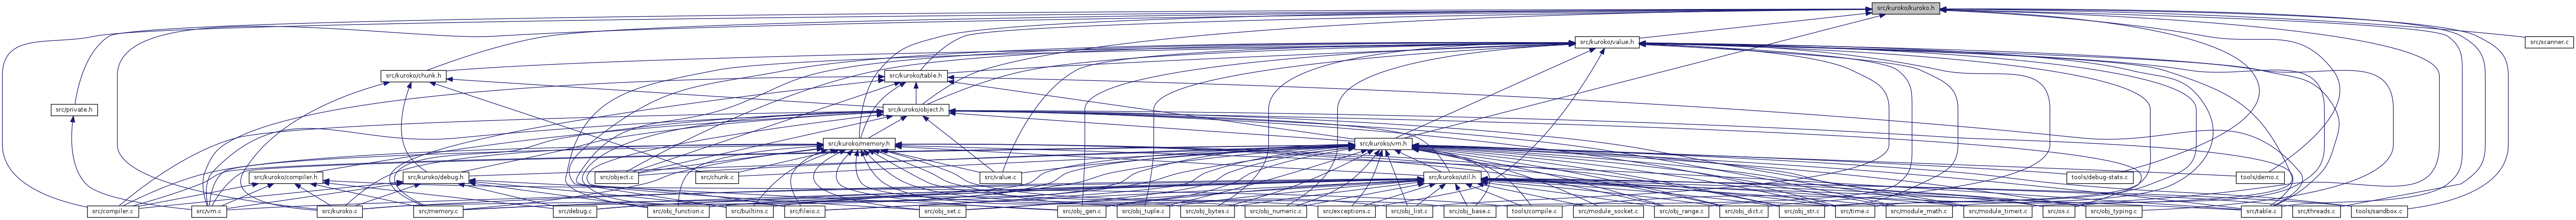 src/kuroko/kuroko.h
src/kuroko/value.h
src/scanner.c
src/kuroko/chunk.h
src/kuroko/table.h
src/private.h
src/kuroko/object.h
src/kuroko/memory.h
src/kuroko/vm.h
src/kuroko/compiler.h
src/kuroko/debug.h
src/object.c
src/chunk.c
src/value.c
src/kuroko/util.h
tools/debug-stats.c
tools/demo.c
src/compiler.c
src/vm.c
src/kuroko.c
src/memory.c
src/debug.c
src/obj_function.c
src/builtins.c
src/fileio.c
src/obj_set.c
src/obj_gen.c
src/obj_tuple.c
src/obj_bytes.c
src/obj_numeric.c
src/exceptions.c
src/obj_list.c
src/obj_base.c
tools/compile.c
src/module_socket.c
src/obj_range.c
src/obj_dict.c
src/obj_str.c
src/time.c
src/module_math.c
src/module_timeit.c
src/os.c
src/obj_typing.c
src/table.c
src/threads.c
tools/sandbox.c